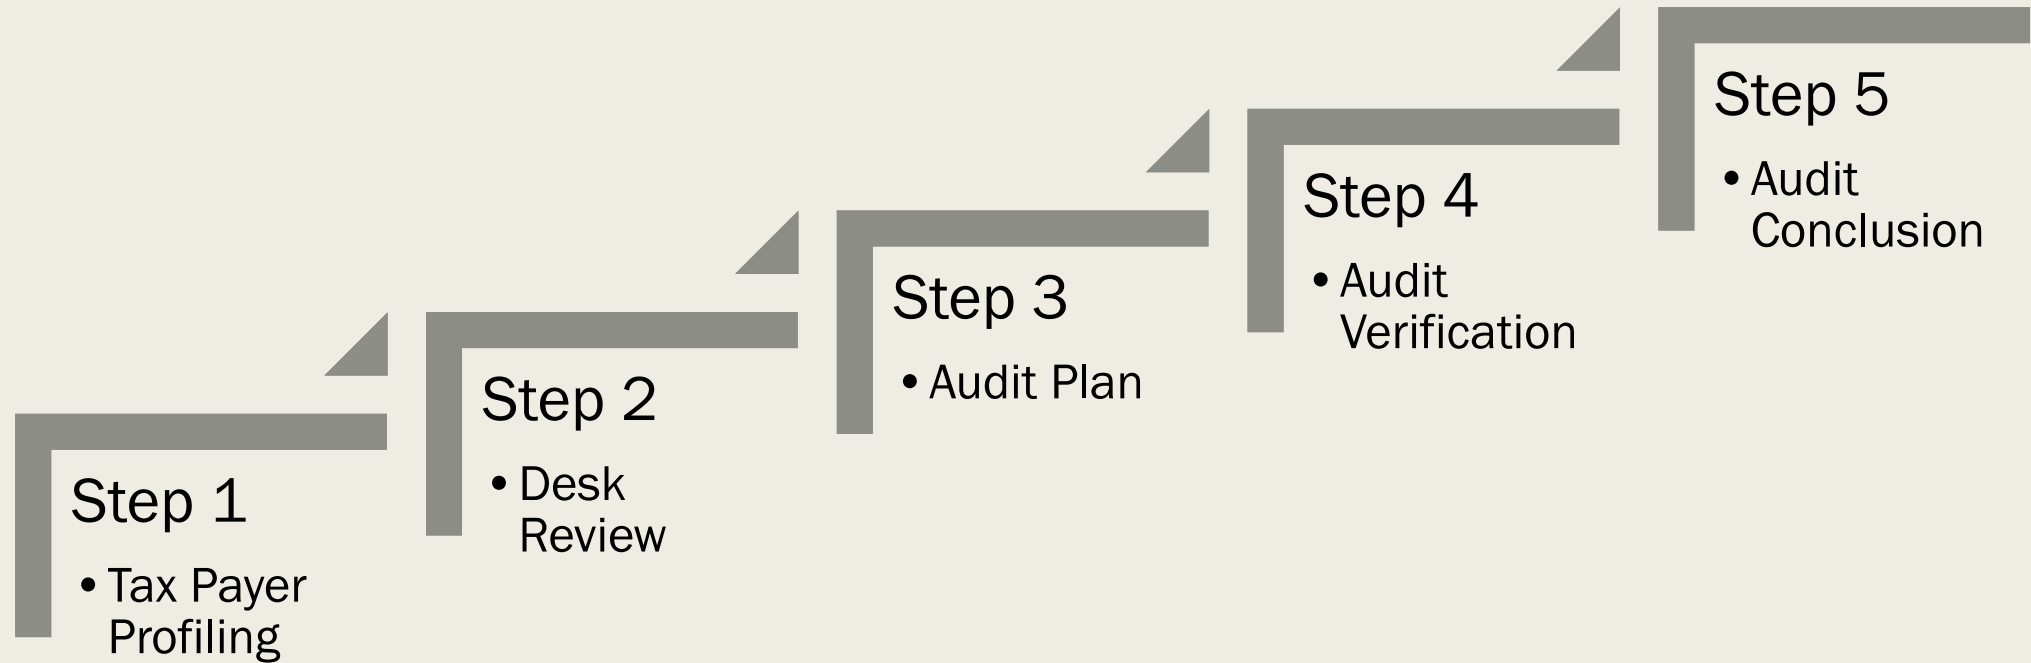 Step 1
• Tax Payer
Profiling
Step 2
• Desk
Review
Step 3
• Audit Plan
Step 4
• Audit
Verification
Step 5
• Audit
Conclusion